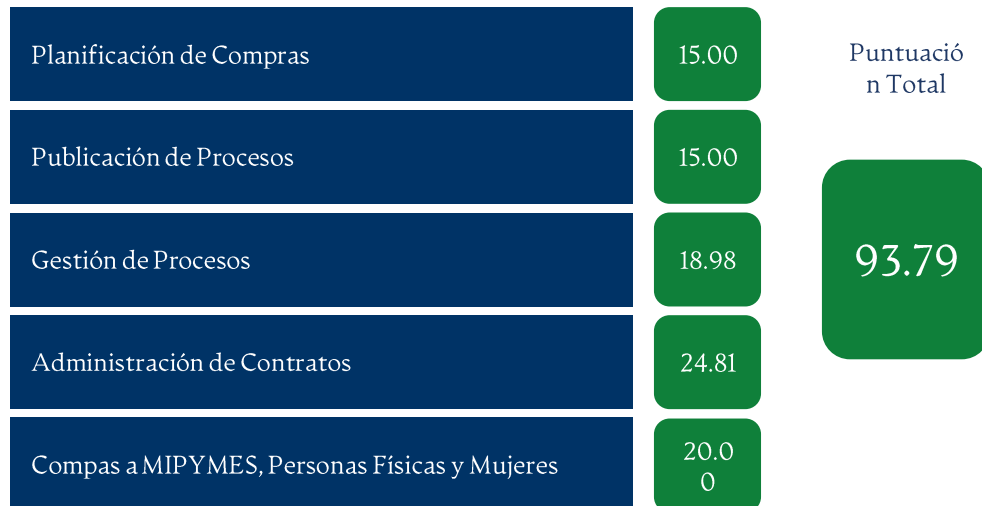 Planificación de Compras
15.00
Puntuació
n Total
Publicación de Procesos
15.00
Gestión de Procesos
18.98
93.79
Administración de Contratos
24.81
Compas a MIPYMES, Personas Físicas y Mujeres
20.0
0